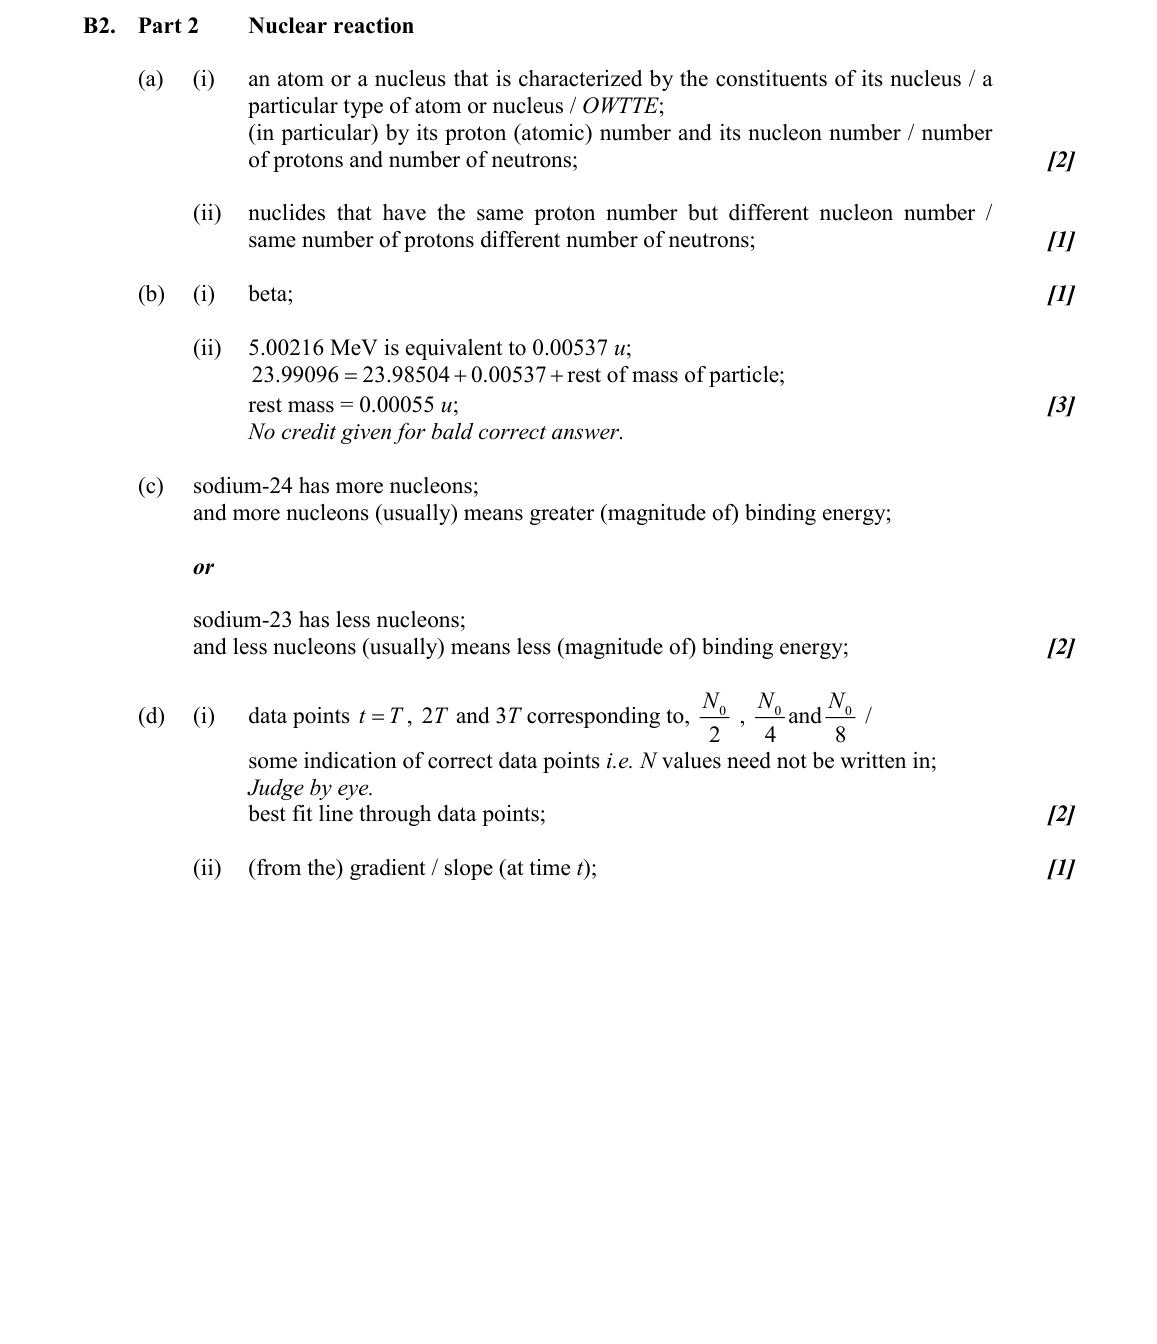 B2. Part 2 Nuclear reaction
(a) (i) an atom or a nucleus that is characterized by the constituents of its nucleus / a
particular type of atom or nucleus / OWTTE;
(in particular) by its proton (atomic) number and its nucleon number / number
of protons and number of neutrons; [2]
(ii) nuclides that have the same proton number but different nucleon number /
same number of protons different number of neutrons; [1]
(b) (i) beta; [1]
(ii) 5.00216 MeV is equivalent to 0.00537 u;
23.99096 = 23.98504 + 0.00537 + rest of mass of particle;
rest mass = 0.00055 u; [3]
No credit given for bald correct answer.
(c) sodium-24 has more nucleons;
and more nucleons (usually) means greater (magnitude of) binding energy;
or
sodium-23 has less nucleons;
and less nucleons (usually) means less (magnitude of) binding energy; [2]
(d) (i) data points t = T, 2T and 3T corresponding to, N₀/2, N₀/4 and N₀/8 /
some indication of correct data points i.e. N values need not be written in;
Judge by eye.
best fit line through data points; [2]
(ii) (from the) gradient / slope (at time t); [1]